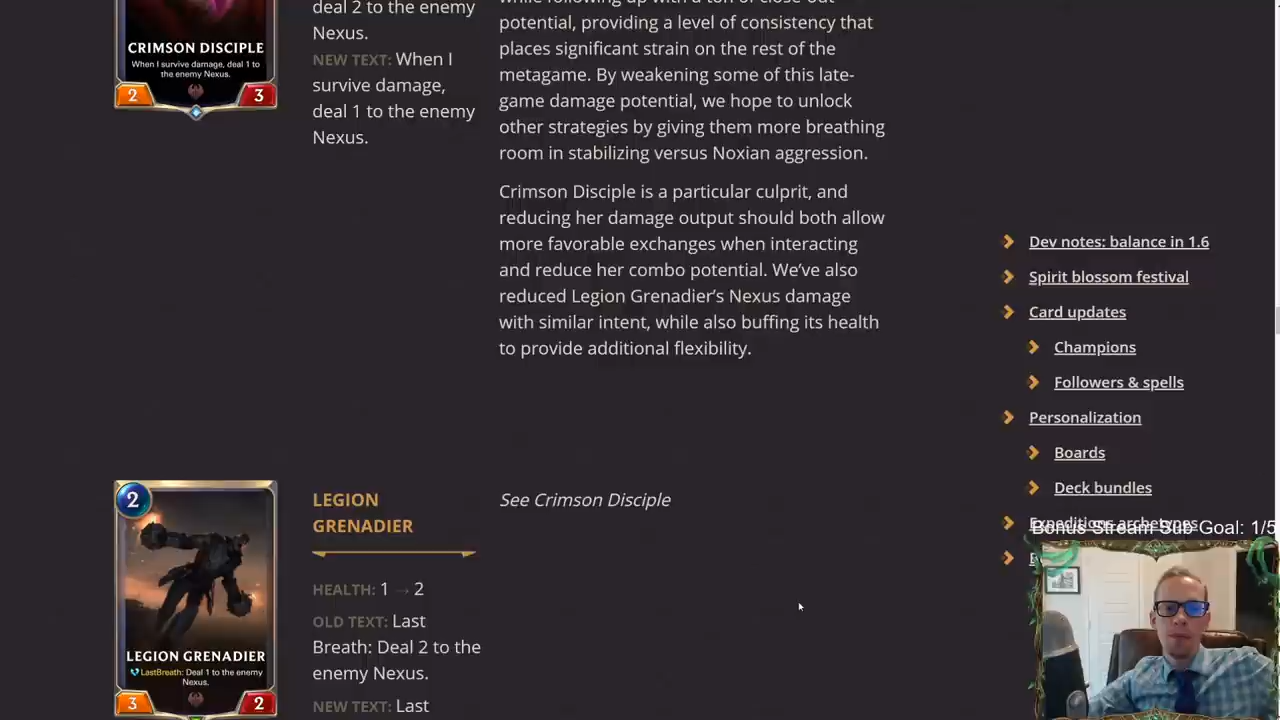 CRIMSON DISCIPLE
When I survive damage, deal 1 to
the enemy Nexus.
2
3
deal 2 to the enemy
Nexus.
NEW TEXT: When I
survive damage,
deal 1 to the enemy
Nexus.
potential, providing a level of consistency that
places significant strain on the rest of the
metagame. By weakening some of this late-
game damage potential, we hope to unlock
other strategies by giving them more breathing
room in stabilizing versus Noxian aggression.
Crimson Disciple is a particular culprit, and
reducing her damage output should both allow
more favorable exchanges when interacting
and reduce her combo potential. We've also
reduced Legion Grenadier's Nexus damage
with similar intent, while also buffing its health
to provide additional flexibility.
2
LEGION GRENADIER
LastBreath: Deal 1 to the enemy
Nexus.
3
2
LEGION
GRENADIER
HEALTH: 1 → 2
OLD TEXT: Last
Breath: Deal 2 to the
enemy Nexus.
NEW TEXT: Last
See Crimson Disciple
Dev notes: balance in 1.6
Spirit blossom festival
Card updates
Champions
Followers & spells
Personalization
Boards
Deck bundles
Expeditions archetypes
Bonus Stream Sub Goal: 1/5